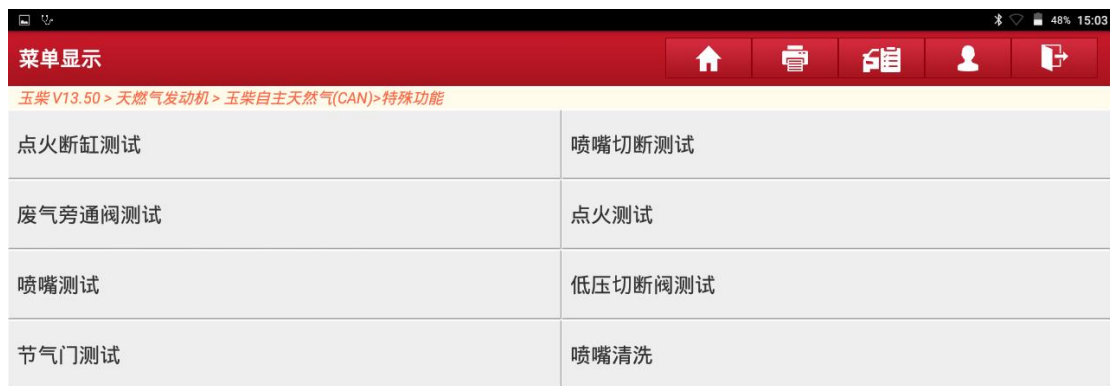 48% 15:03
菜单显示
玉柴 V13.50 > 天燃气发动机 > 玉柴自主天然气(CAN)>特殊功能
点火断缸测试 喷嘴切断测试
废气旁通阀测试 点火测试
喷嘴测试 低压切断阀测试
节气门测试 喷嘴清洗